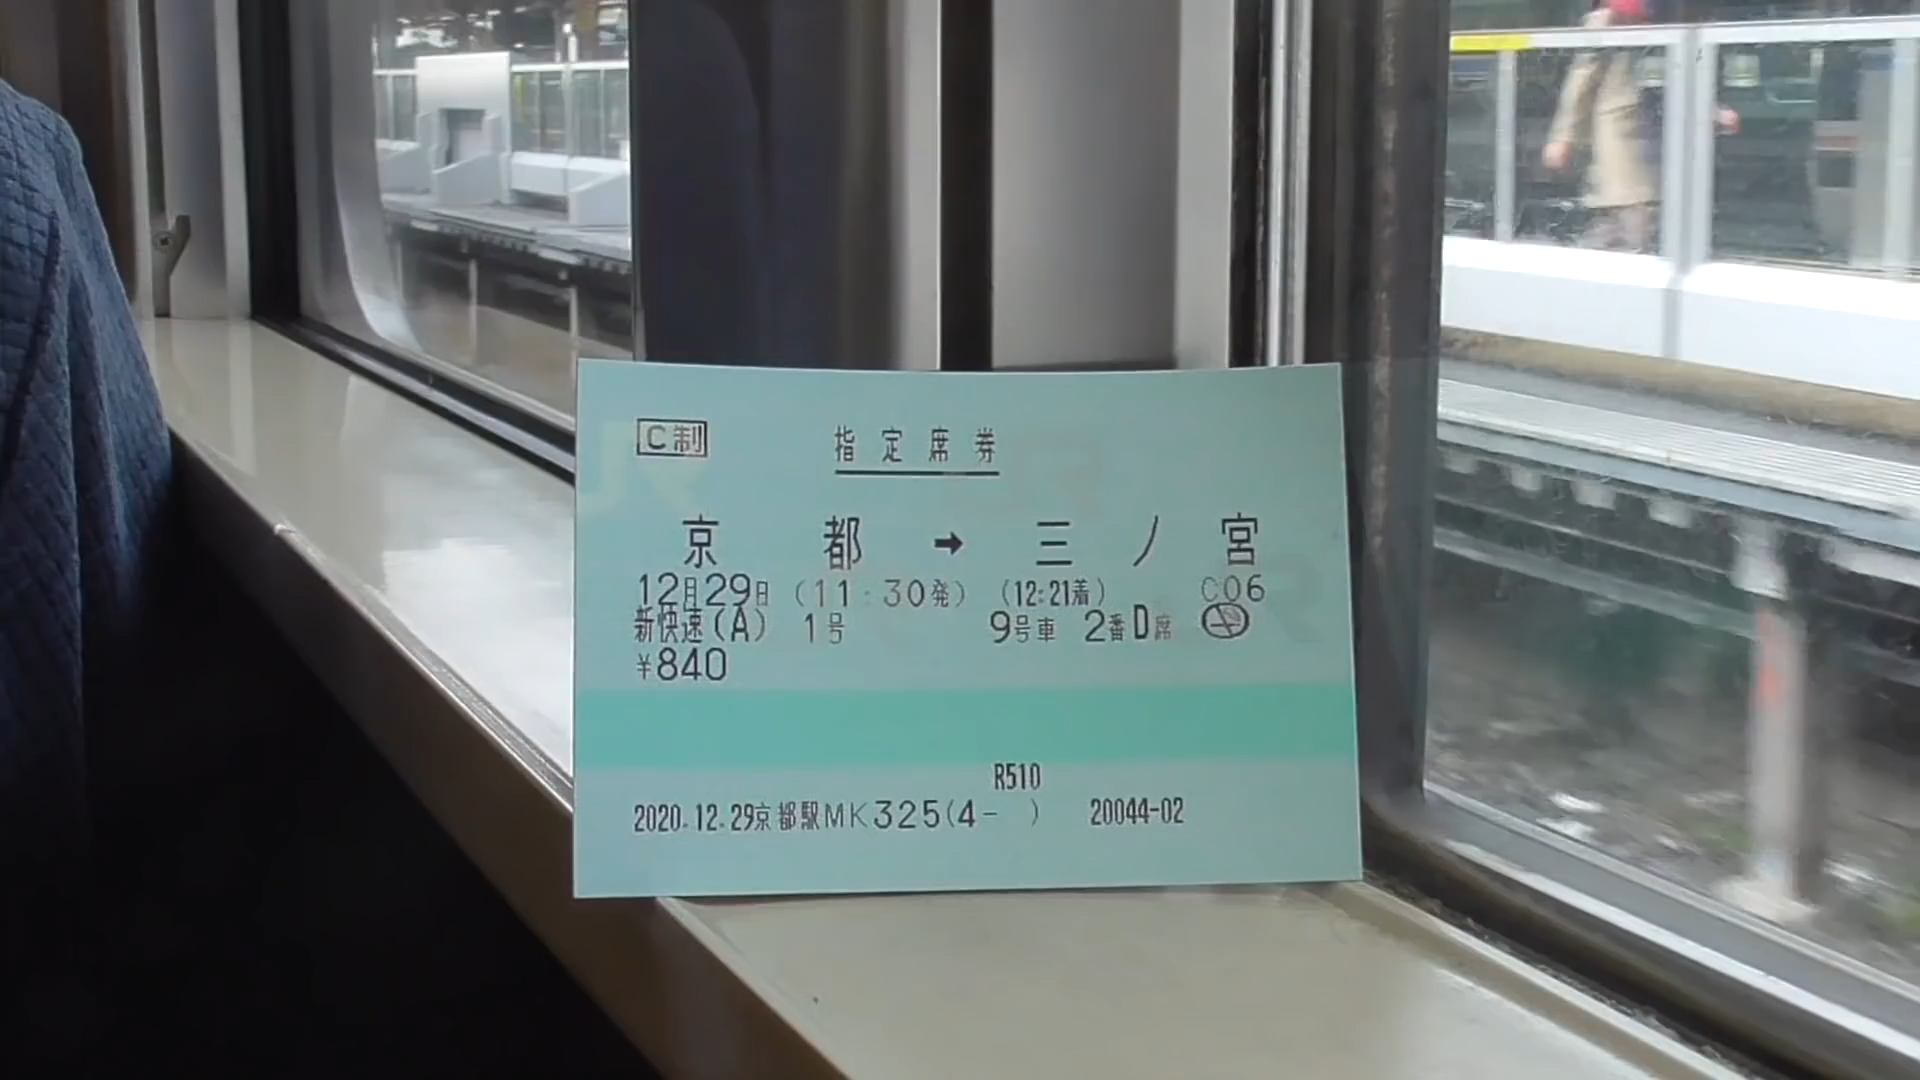 C制
指定席券
京都 → 三ノ宮
12月29日 (11:30発) (12:21着) C06
新快速(A) 1号 9号車 2番D席
¥840
R510
2020.12.29京都駅MK325(4- ) 20044-02